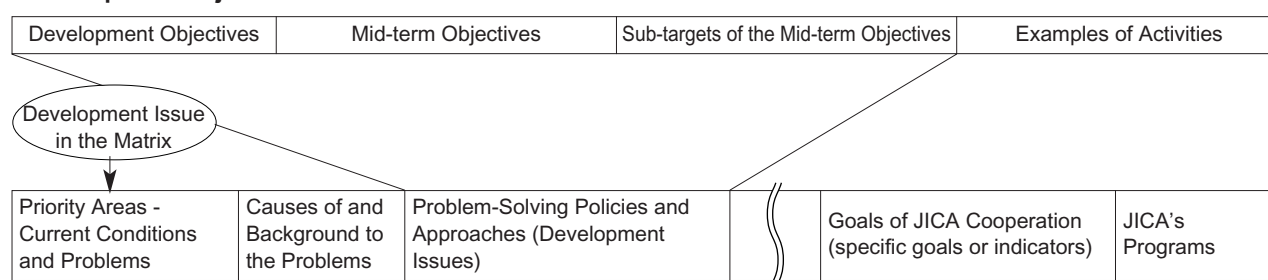 Development Objectives Mid-term Objectives Sub-targets of the Mid-term Objectives Examples of Activities
Development Issue
in the Matrix
Priority Areas -
Current Conditions
and Problems
Causes of and
Background to
the Problems
Problem-Solving Policies and
Approaches (Development
Issues)
Goals of JICA Cooperation
(specific goals or indicators)
JICA's
Programs